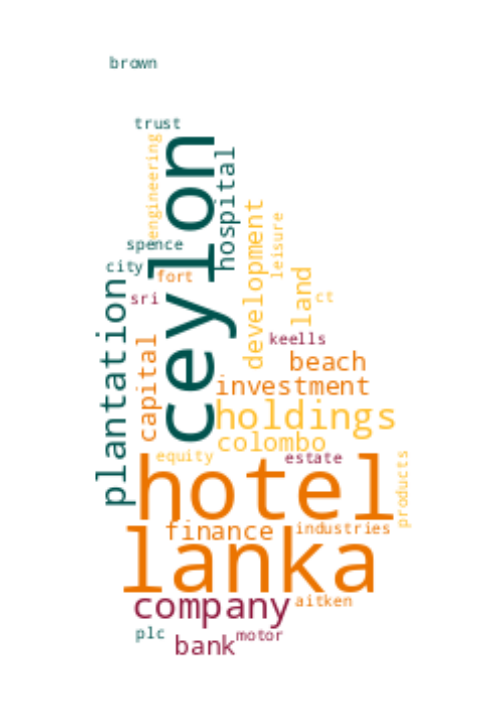 brown
trust
engineering
ceylon
hospital
spence
development
leisure
city
fort
land
ct
sri
plantation
keells
capital
beach
investment
holdings
colombo
equity
estate
products
hotel
finance
industries
lanka
company
aitken
plc
bank
motor